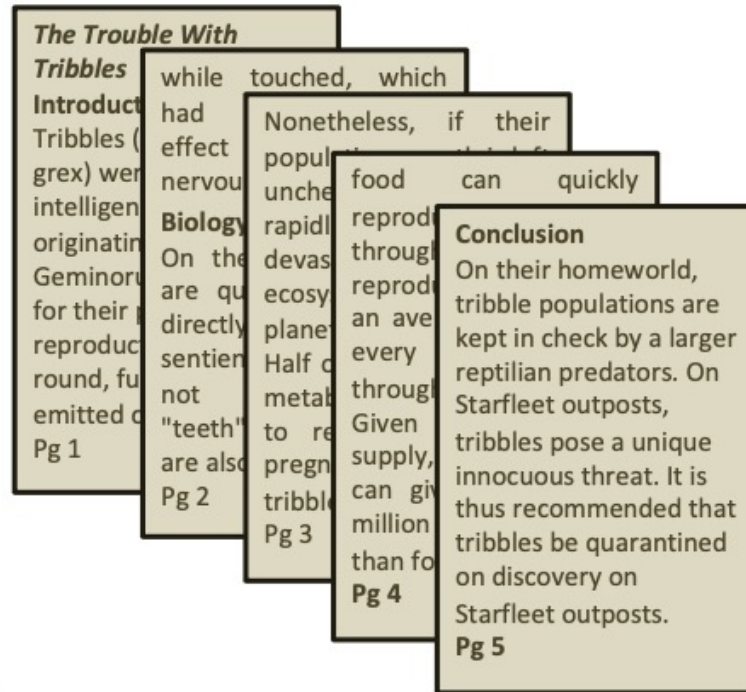 The Trouble With
Tribbles
Introduct
Tribbles (
grex) wer
intelligen
originatin
Geminoru
for their
reproduct
round, fu
emitted
Pg 1
while touched, which
had
effect
nervou
Biology
On the
are qu
directly
sentien
not
"teeth"
are also
Pg 2
Nonetheless, if their
popul
unche
rapidl
devas
ecosy
planet
Half o
metab
to re
pregn
tribble
Pg 3
food can quickly
reprodu
through
reprodu
an ave
every
through
Given
supply,
can giv
million
than fo
Pg 4
Conclusion
On their homeworld,
tribble populations are
kept in check by a larger
reptilian predators. On
Starfleet outposts,
tribbles pose a unique
innocuous threat. It is
thus recommended that
tribbles be quarantined
on discovery on
Starfleet outposts.
Pg 5